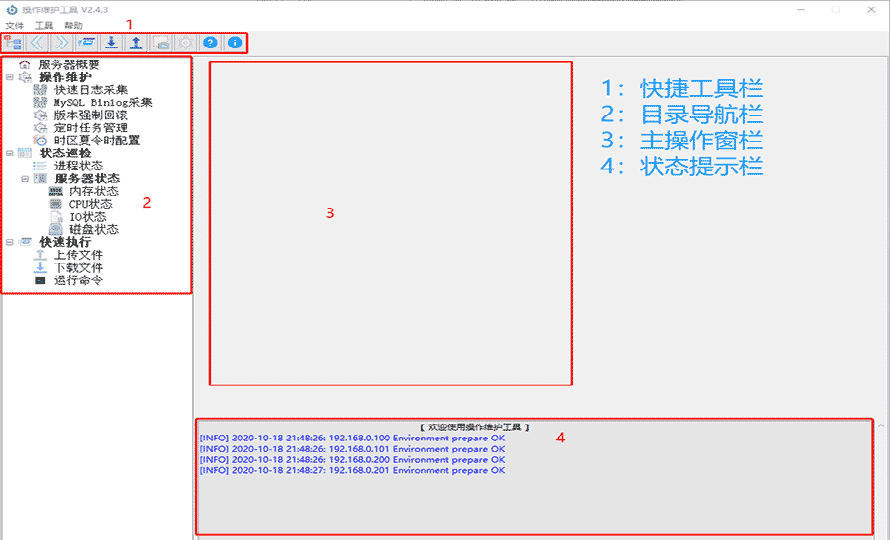 操作维护工具 V2.4.3
文件 工具 帮助
1
服务器概要
操作维护
快速日志采集
MySQL Binlog采集
版本强制回滚
定时任务管理
时区夏令时配置
状态巡检
进程状态
服务器状态
内存状态
CPU状态
IO状态
磁盘状态
快速执行
上传文件
下载文件
运行命令
2
3
1：快捷工具栏
2：目录导航栏
3：主操作窗栏
4：状态提示栏
【 欢迎使用操作维护工具 】
[INFO] 2020-10-18 21:48:26: 192.168.0.100 Environment prepare OK
[INFO] 2020-10-18 21:48:26: 192.168.0.101 Environment prepare OK
[INFO] 2020-10-18 21:48:26: 192.168.0.200 Environment prepare OK
[INFO] 2020-10-18 21:48:27: 192.168.0.201 Environment prepare OK
4